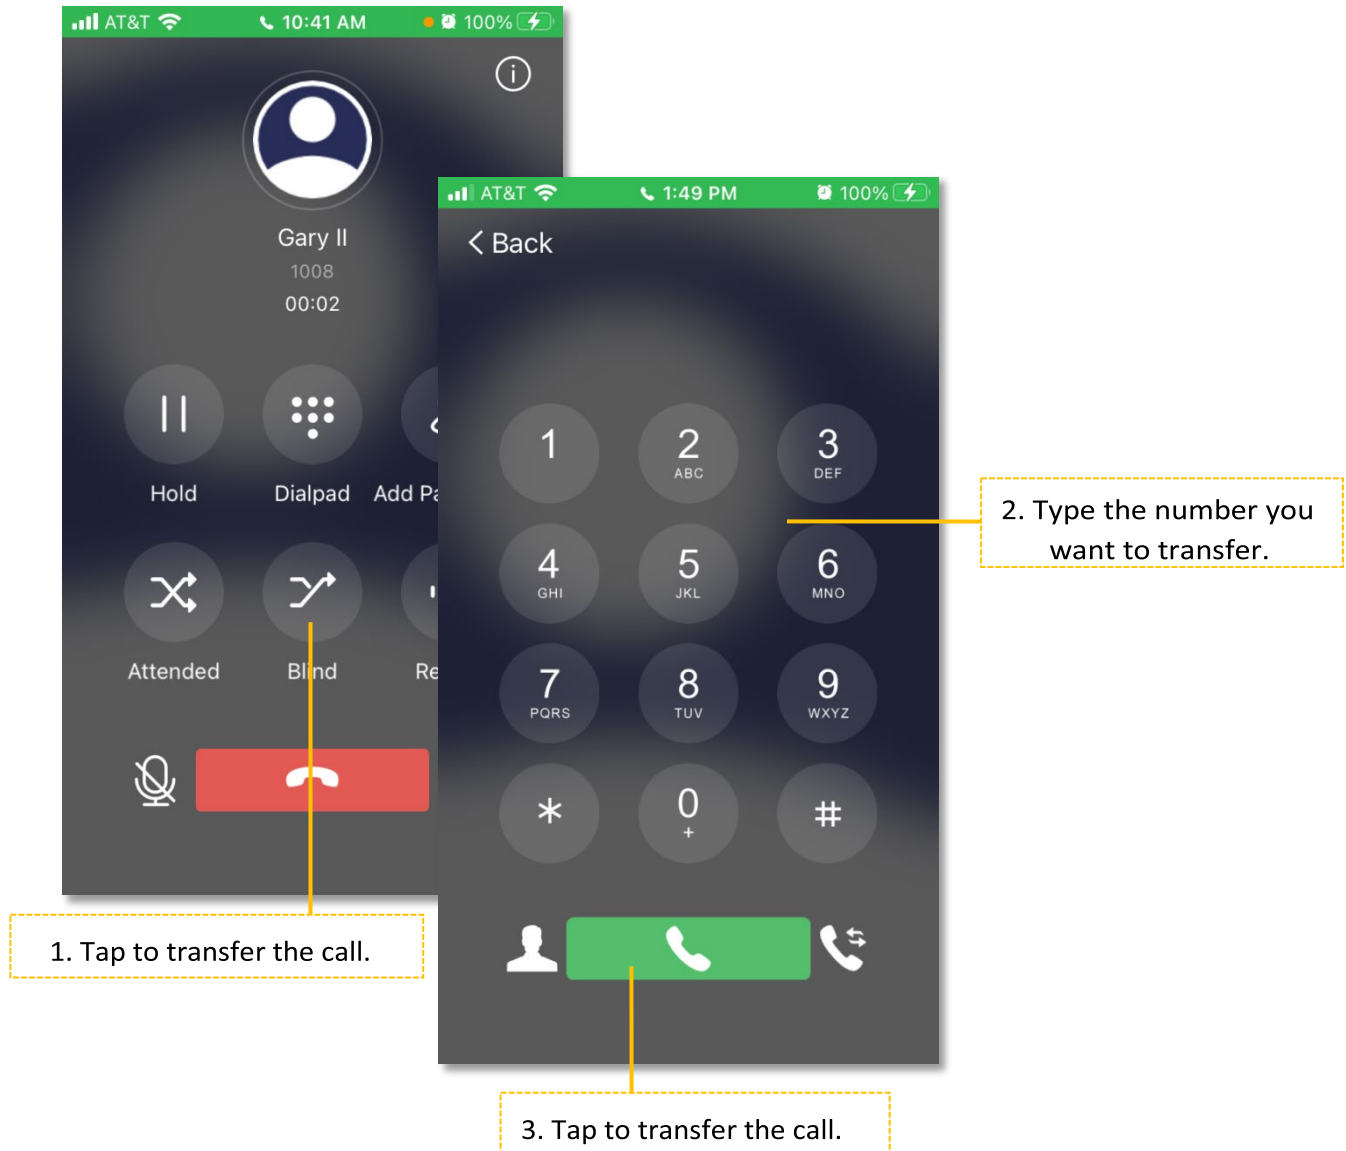 AT&T 10:41 AM 100%
Gary II
1008
00:02
Hold Dialpad Add Pa
Attended Blind Re
1. Tap to transfer the call.
AT&T 1:49 PM 100%
Back
1 2 3
ABC DEF
4 5 6
GHI JKL MNO
7 8 9
PQRS TUV WXYZ
* 0 #
+
2. Type the number you
want to transfer.
3. Tap to transfer the call.